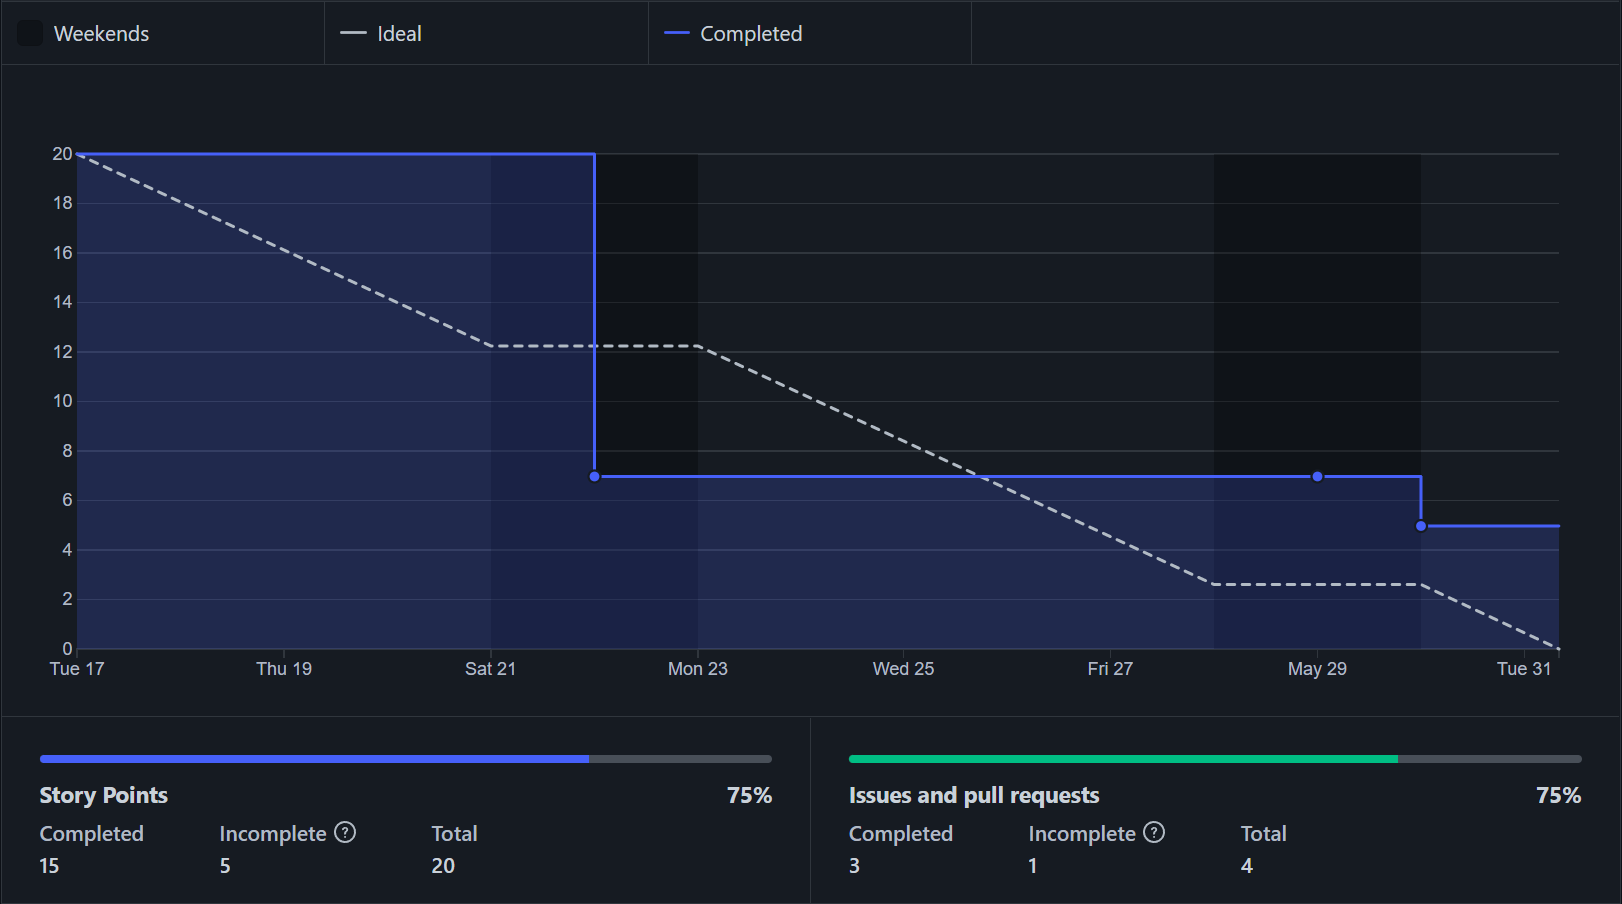 Weekends Ideal Completed
20
18
16
14
12
10
8
6
4
2
0
Tue 17 Thu 19 Sat 21 Mon 23 Wed 25 Fri 27 May 29 Tue 31
Story Points 75%
Completed Incomplete ? Total
15 5 20
Issues and pull requests 75%
Completed Incomplete ? Total
3 1 4